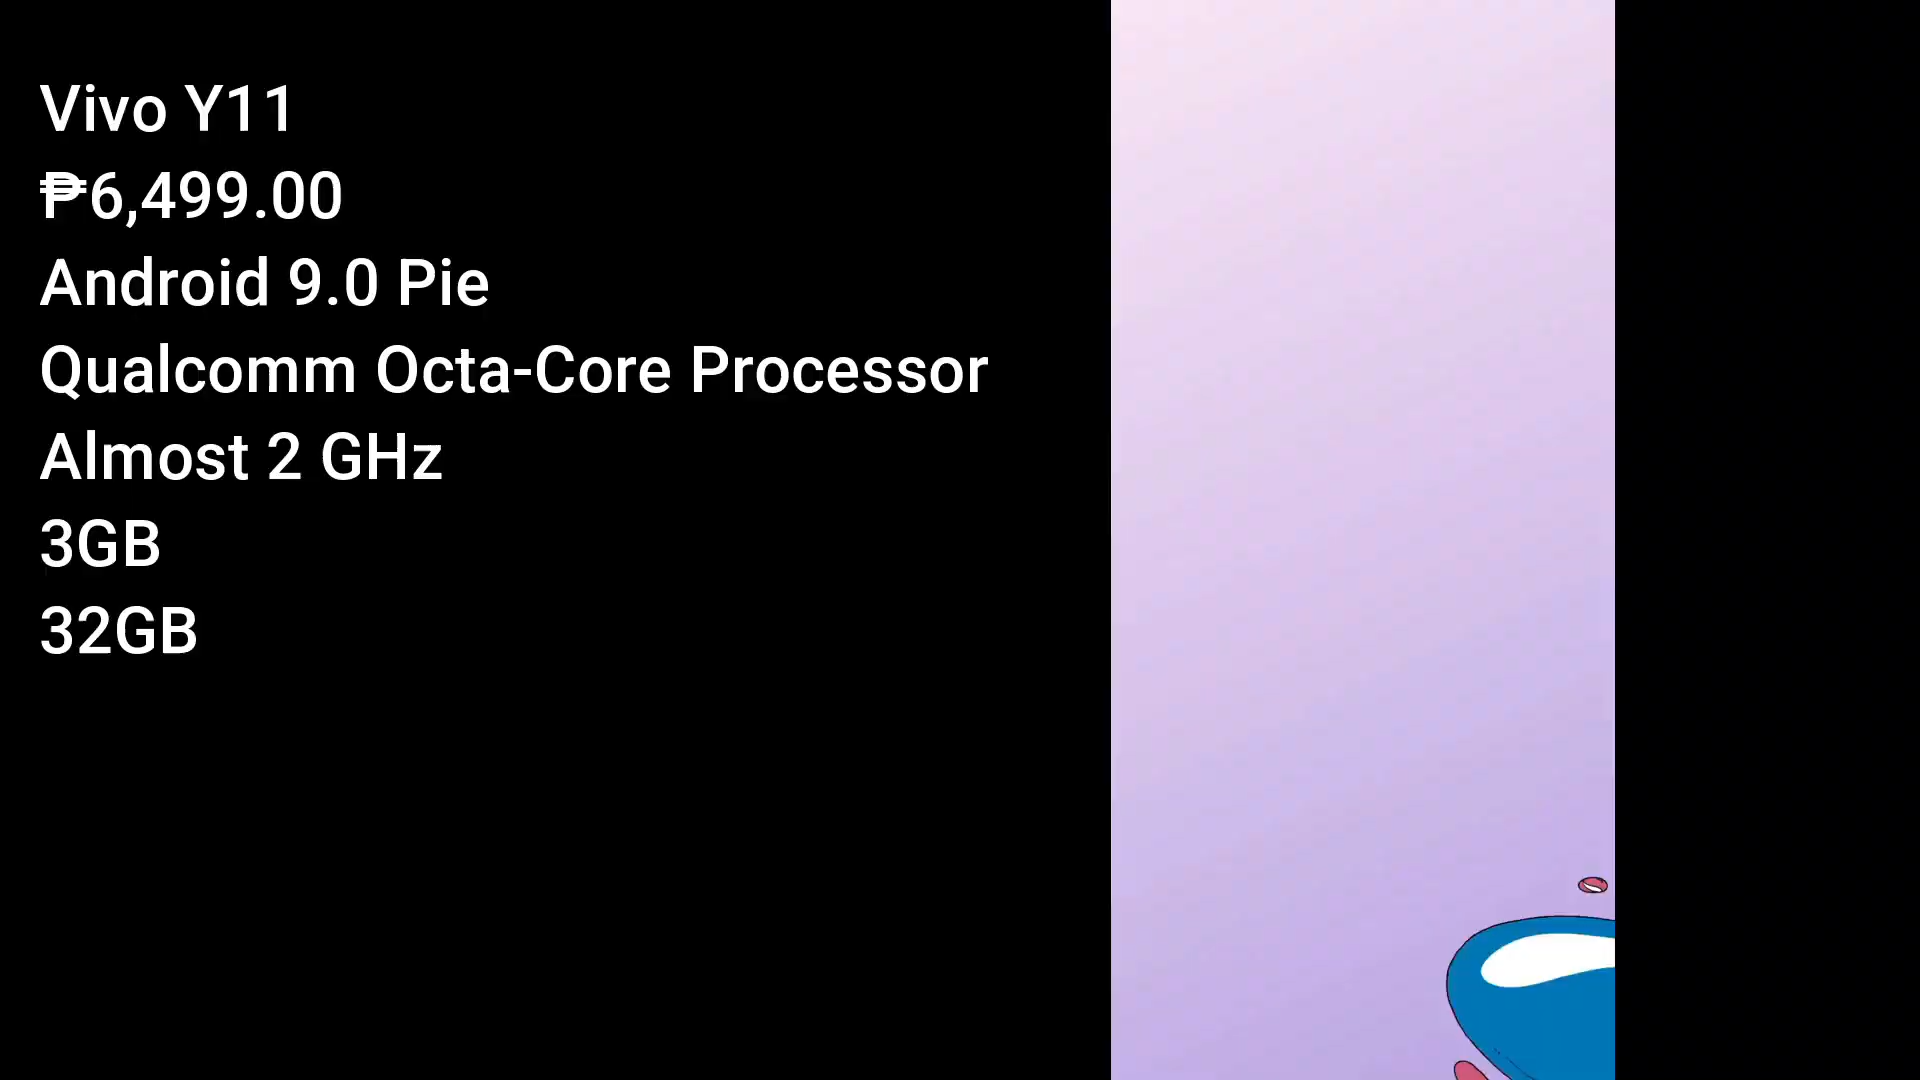 Vivo Y11
₱6,499.00
Android 9.0 Pie
Qualcomm Octa-Core Processor
Almost 2 GHz
3GB
32GB